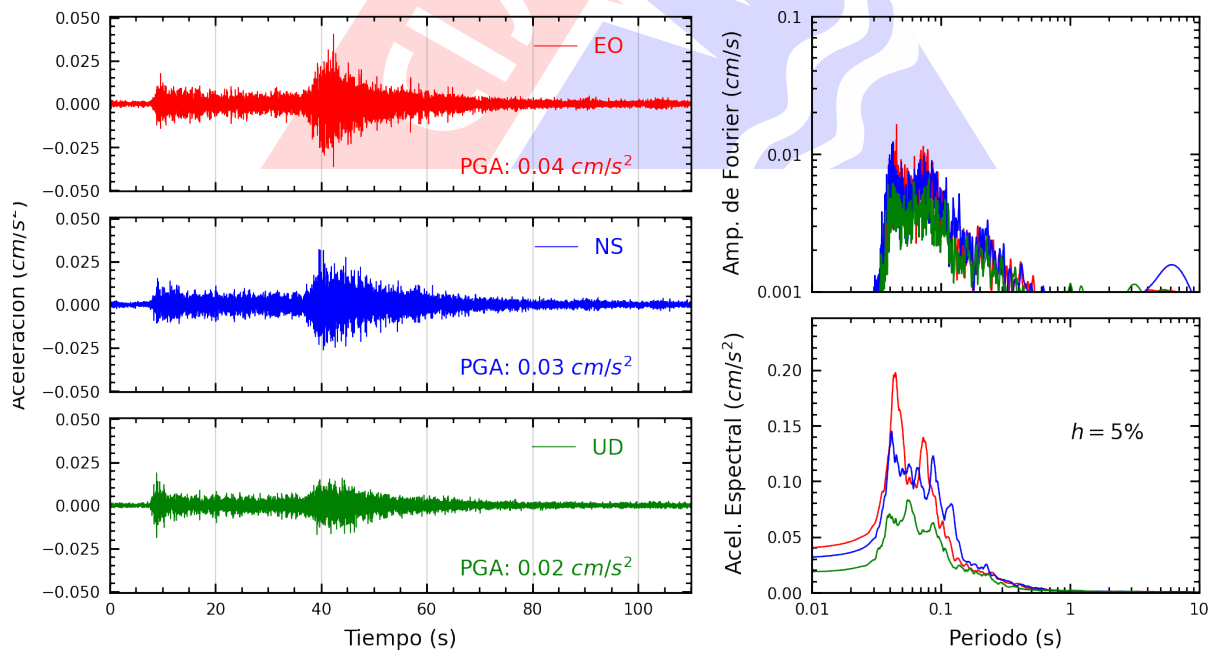 Aceleracion (cm/s²)
0.050
0.025
0.000
−0.025
−0.050
EO
PGA: 0.04 cm/s²
0.050
0.025
0.000
−0.025
−0.050
NS
PGA: 0.03 cm/s²
0.050
0.025
0.000
−0.025
−0.050
UD
PGA: 0.02 cm/s²
0 20 40 60 80 100
Tiempo (s)
Amp. de Fourier (cm/s)
0.1
0.01
0.001
Acel. Espectral (cm/s²)
0.20
0.15
0.10
0.05
0.00
h = 5%
0.01 0.1 1 10
Periodo (s)